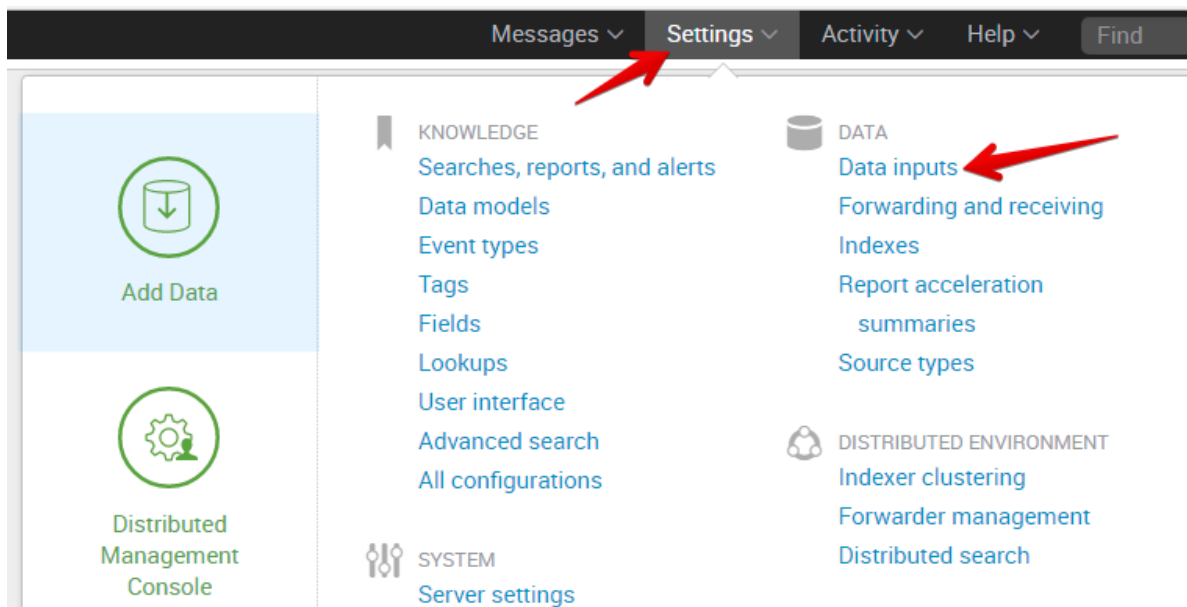 Messages Settings Activity Help Find
Add Data
Distributed
Management
Console
KNOWLEDGE
Searches, reports, and alerts
Data models
Event types
Tags
Fields
Lookups
User interface
Advanced search
All configurations
SYSTEM
Server settings
DATA
Data inputs
Forwarding and receiving
Indexes
Report acceleration
summaries
Source types
DISTRIBUTED ENVIRONMENT
Indexer clustering
Forwarder management
Distributed search